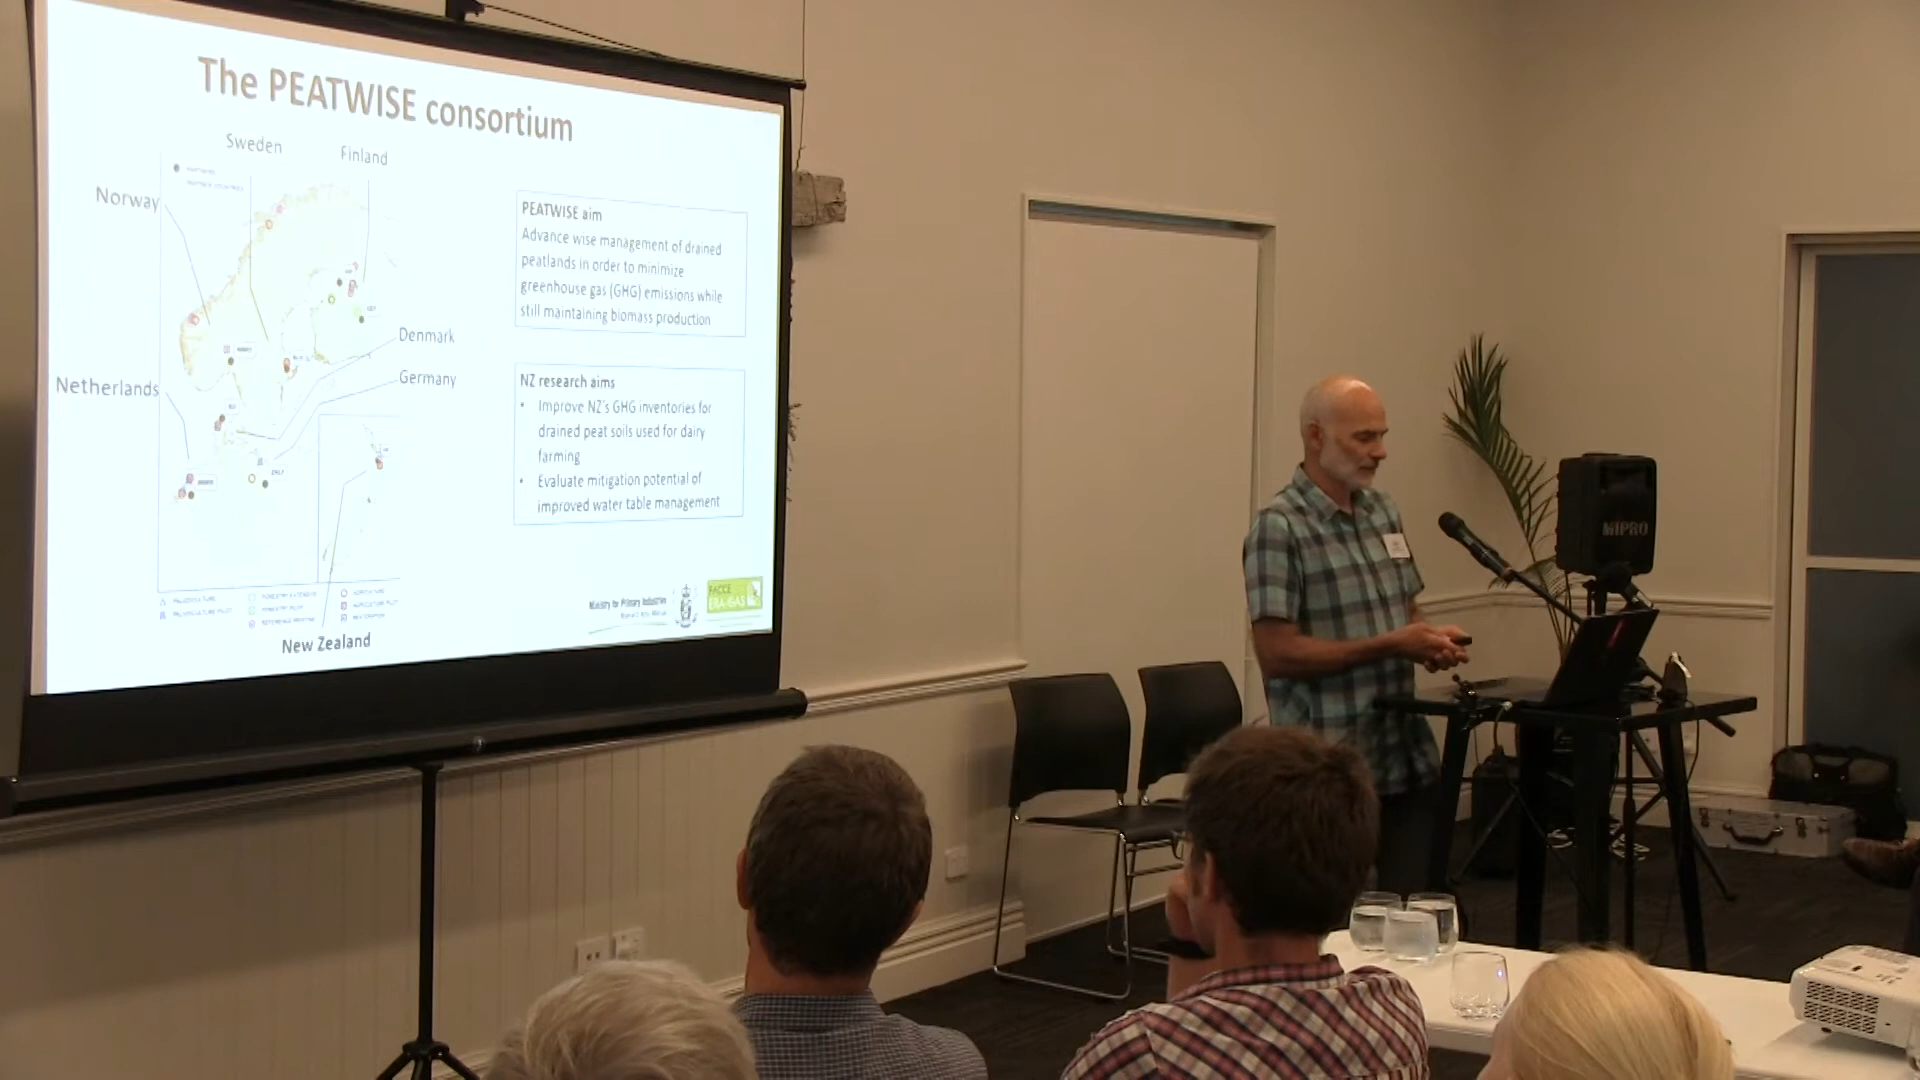 The PEATWISE consortium
Sweden
Finland
Norway
Denmark
Germany
Netherlands
New Zealand
PEATWISE aim
Advance wise management of drained
peatlands in order to minimize
greenhouse gas (GHG) emissions while
still maintaining biomass production
NZ research aims
• Improve NZ's GHG inventories for
drained peat soils used for dairy
farming
• Evaluate mitigation potential of
improved water table management
Ministry for Primary Industries
FACCE
ERA-GAS
MIPRO